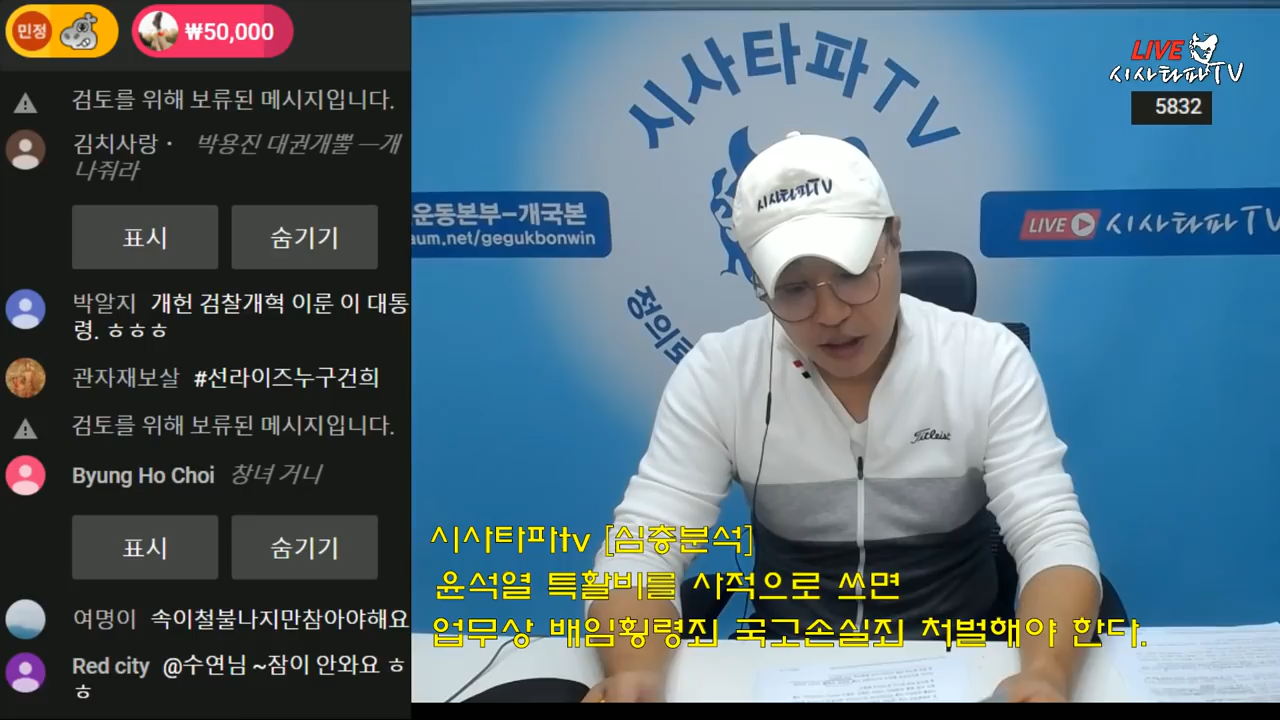 민정
₩50,000
검토를 위해 보류된 메시지입니다.
김치사랑 · 박용진 대권개뿔 ㅡ개
나줘라
표시 숨기기
박알지 개헌 검찰개혁 이룬 이 대통
령. ㅎㅎㅎ
관자재보살 #선라이즈누구건희
검토를 위해 보류된 메시지입니다.
Byung Ho Choi 창녀 거니
표시 숨기기
여명이 속이철불나지만참아야해요
Red city @수연님 ~잠이 안와요 ㅎ
ㅎ
시사타파TV
LIVE
시사타파TV
5832
운동본부-개국본
aum.net/gegukbonwin
LIVE 시사타파TV
시사타파TV
정의로
Titleist
시사타파tv [심층분석]
윤석열 특활비를 사적으로 쓰면
업무상 배임횡령죄 국고손실죄 처벌해야 한다.